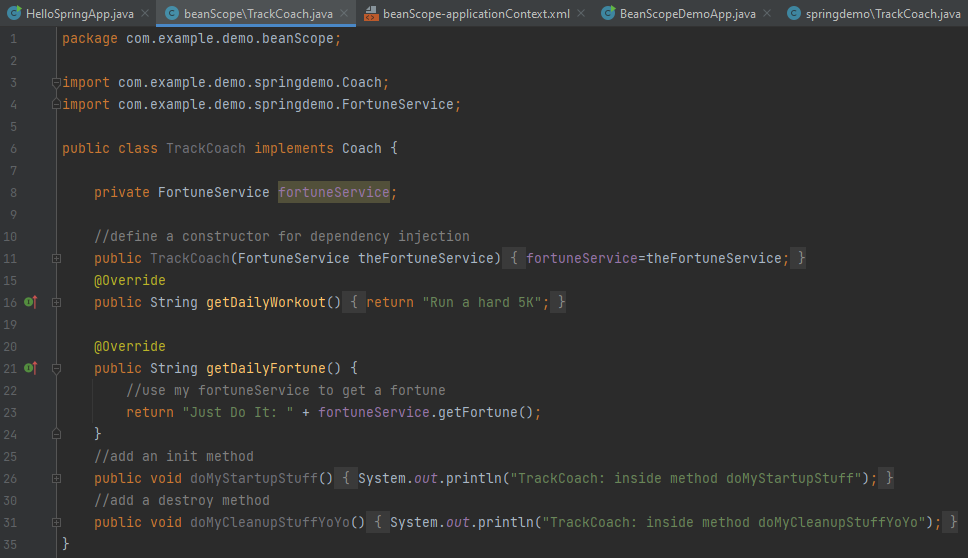 HelloSpringApp.java beanScope\TrackCoach.java beanScope-applicationContext.xml BeanScopeDemoApp.java springdemo\TrackCoach.java
1 package com.example.demo.beanScope;
2
3 import com.example.demo.springdemo.Coach;
4 import com.example.demo.springdemo.FortuneService;
5
6 public class TrackCoach implements Coach {
7
8 private FortuneService fortuneService;
9
10 //define a constructor for dependency injection
11 public TrackCoach(FortuneService theFortuneService) { fortuneService=theFortuneService; }
15 @Override
16 public String getDailyWorkout() { return "Run a hard 5K"; }
19
20 @Override
21 public String getDailyFortune() {
22 //use my fortuneService to get a fortune
23 return "Just Do It: " + fortuneService.getFortune();
24 }
25 //add an init method
26 public void doMyStartupStuff() { System.out.println("TrackCoach: inside method doMyStartupStuff"); }
30 //add a destroy method
31 public void doMyCleanupStuffYoYo() { System.out.println("TrackCoach: inside method doMyCleanupStuffYoYo"); }
35 }